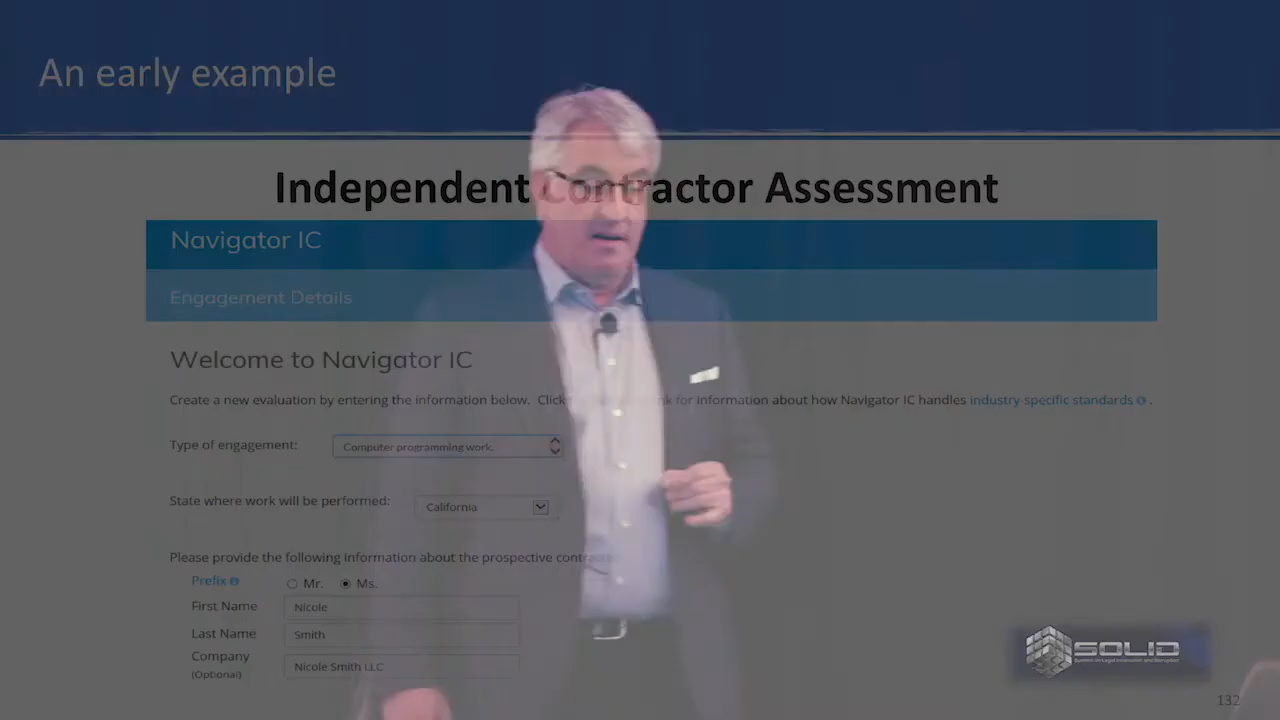 An early example
Independent Contractor Assessment
Navigator IC
Engagement Details
Welcome to Navigator IC
Create a new evaluation by entering the information below. Click for information about how Navigator IC handles industry-specific standards.
Type of engagement: Computer programming work.
State where work will be performed: California
Please provide the following information about the prospective contractor
Prefix Mr. Ms.
First Name Nicole
Last Name Smith
Company Nicole Smith LLC
(Optional)
SOLID
132